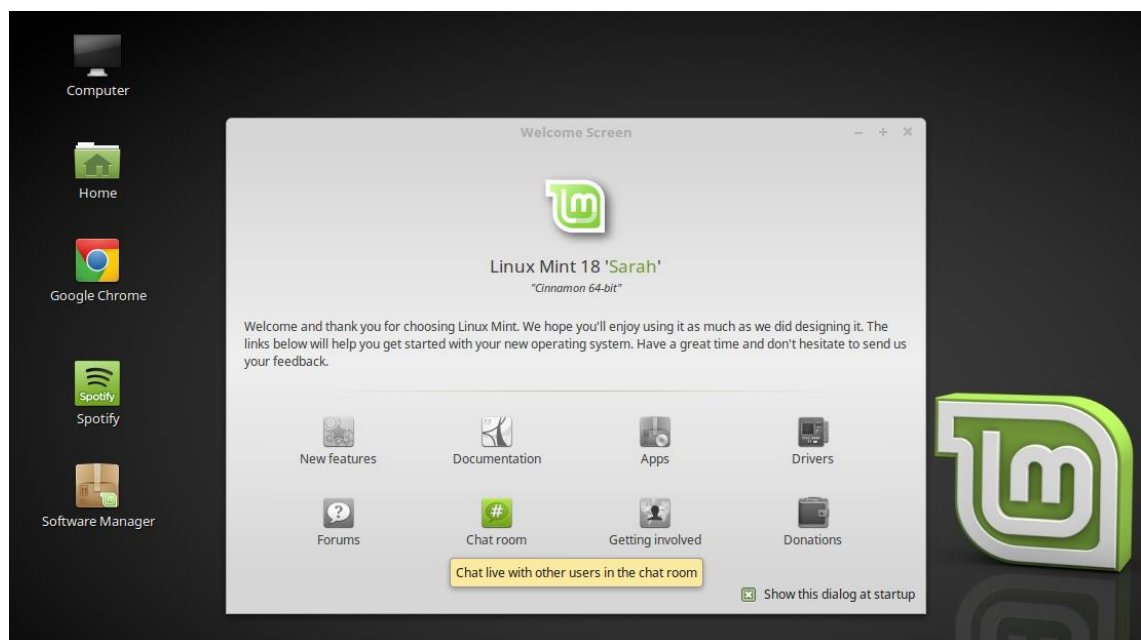 Computer
Home
Google Chrome
Spotify
Spotify
Software Manager
Welcome Screen
lm
Linux Mint 18 'Sarah'
"Cinnamon 64-bit"
Welcome and thank you for choosing Linux Mint. We hope you'll enjoy using it as much as we did designing it. The
links below will help you get started with your new operating system. Have a great time and don't hesitate to send us
your feedback.
New features
Documentation
Apps
Drivers
Forums
Chat room
Getting involved
Donations
Chat live with other users in the chat room
Show this dialog at startup
lm